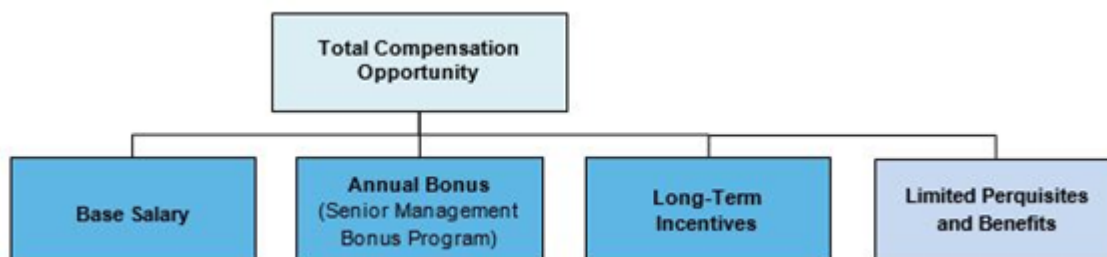 Total Compensation
Opportunity
Base Salary
Annual Bonus
(Senior Management
Bonus Program)
Long-Term
Incentives
Limited Perquisites
and Benefits